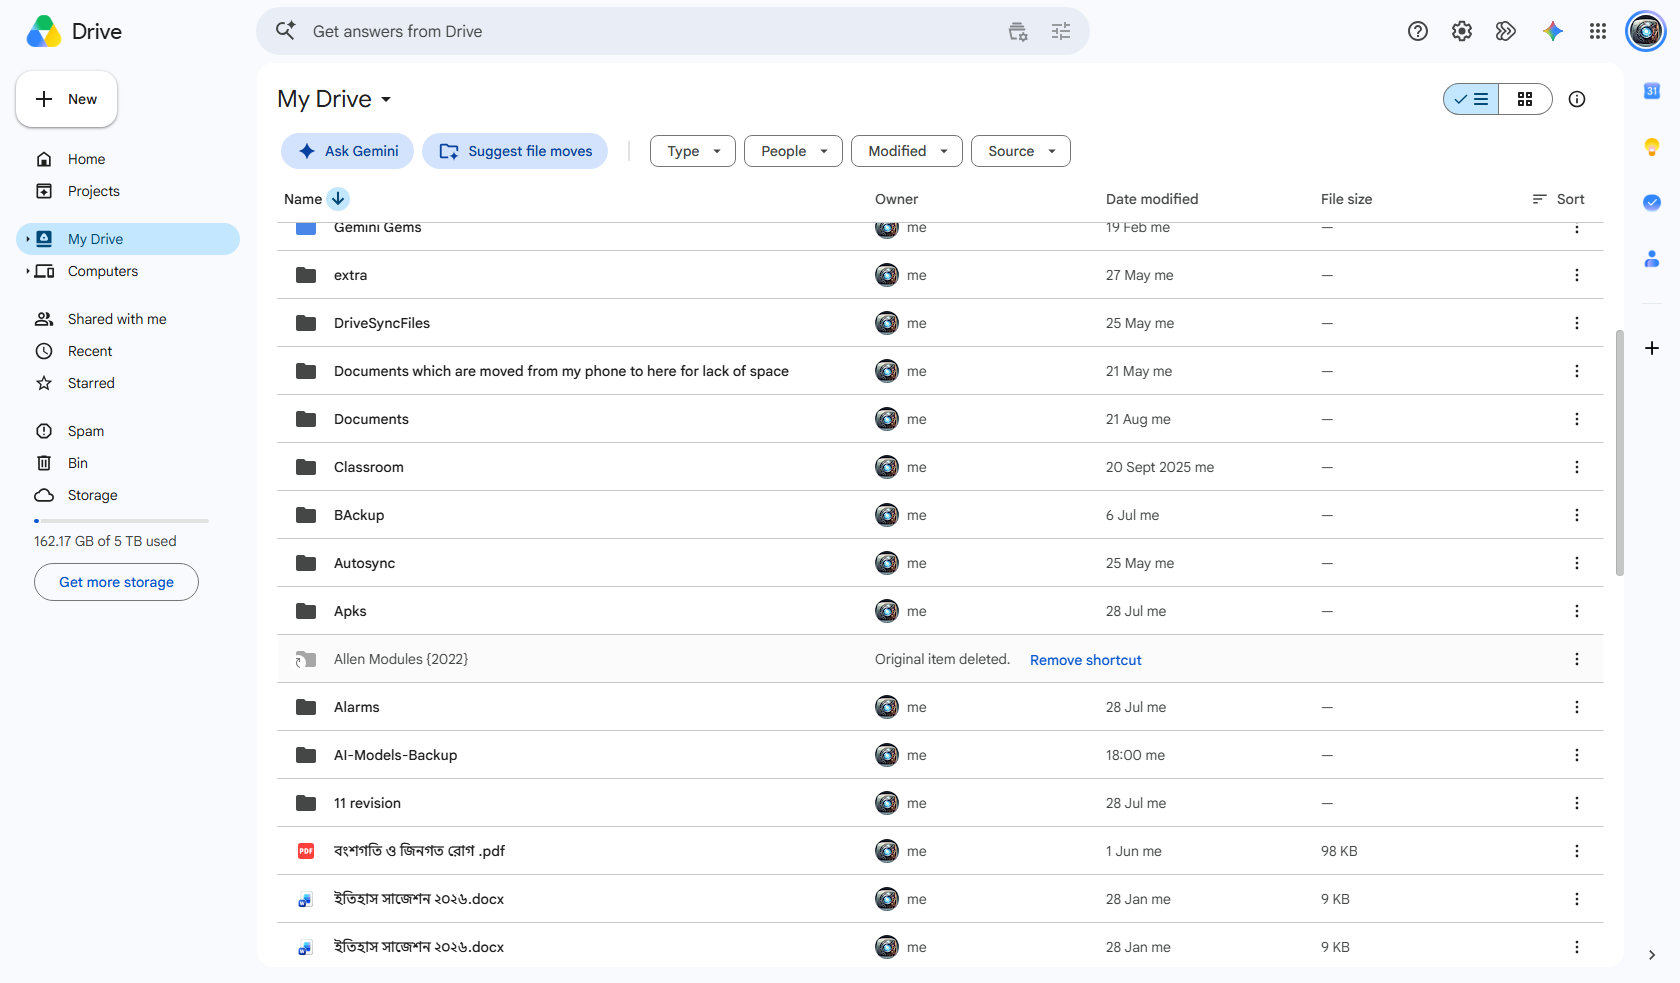 Drive
Get answers from Drive
New
Home
Projects
My Drive
Computers
Shared with me
Recent
Starred
Spam
Bin
Storage
162.17 GB of 5 TB used
Get more storage
My Drive
Ask Gemini
Suggest file moves
Type
People
Modified
Source
Name Owner Date modified File size Sort
Gemini Gems me 19 Feb me —
extra me 27 May me —
DriveSyncFiles me 25 May me —
Documents which are moved from my phone to here for lack of space me 21 May me —
Documents me 21 Aug me —
Classroom me 20 Sept 2025 me —
BAckup me 6 Jul me —
Autosync me 25 May me —
Apks me 28 Jul me —
Allen Modules {2022} Original item deleted. Remove shortcut
Alarms me 28 Jul me —
AI-Models-Backup me 18:00 me —
11 revision me 28 Jul me —
PDF বংশগতি ও জিনগত রোগ .pdf me 1 Jun me 98 KB
W ইতিহাস সাজেশন ২০২৬.docx me 28 Jan me 9 KB
W ইতিহাস সাজেশন ২০২৬.docx me 28 Jan me 9 KB
31